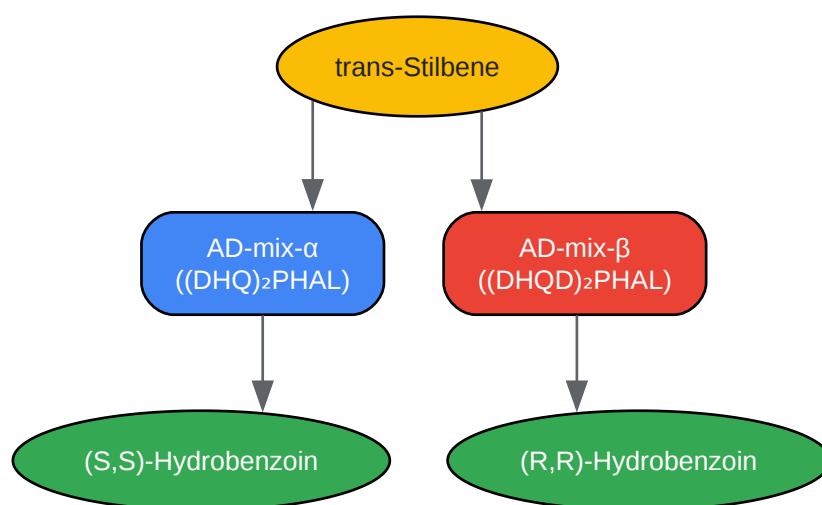 trans-Stilbene
AD-mix-α
((DHQ)₂PHAL)
AD-mix-β
((DHQD)₂PHAL)
(S,S)-Hydrobenzoin
(R,R)-Hydrobenzoin